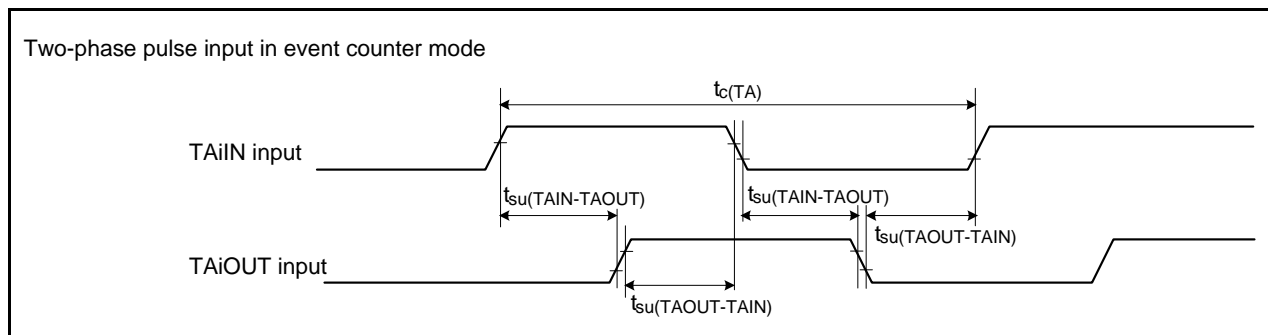 Two-phase pulse input in event counter mode
tc(TA)
TAiIN input
tsu(TAIN-TAOUT)
tsu(TAIN-TAOUT)
tsu(TAOUT-TAIN)
TAiOUT input
tsu(TAOUT-TAIN)